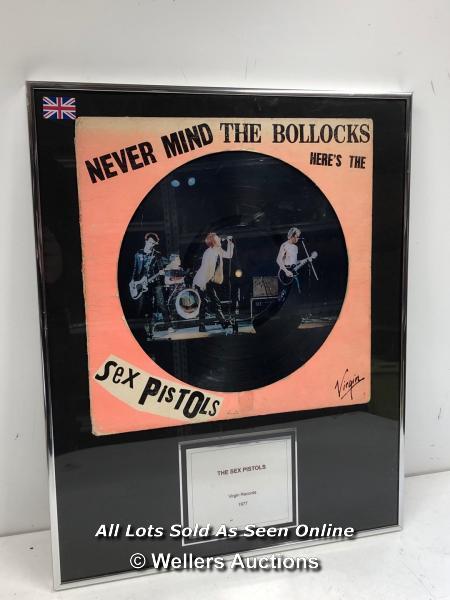 NEVER MIND THE BOLLOCKS
HERE'S THE
SEX PISTOLS
Virgin
THE SEX PISTOLS
Virgin Records
1977
All Lots Sold As Seen Online
© Wellers Auctions